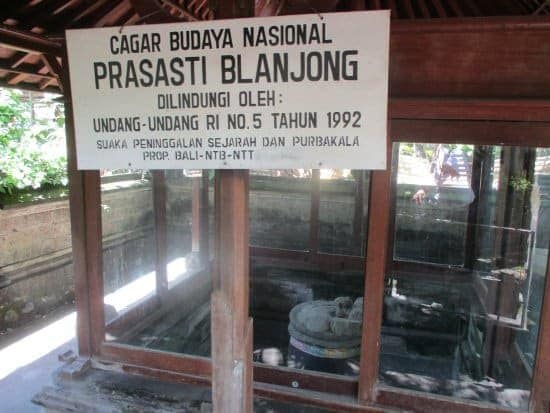 CAGAR BUDAYA NASIONAL
PRASASTI BLANJONG
DILINDUNGI OLEH :
UNDANG-UNDANG RI NO.5 TAHUN 1992
SUAKA PENINGGALAN SEJARAH DAN PURBAKALA
PROP. BALI-NTB-NTT